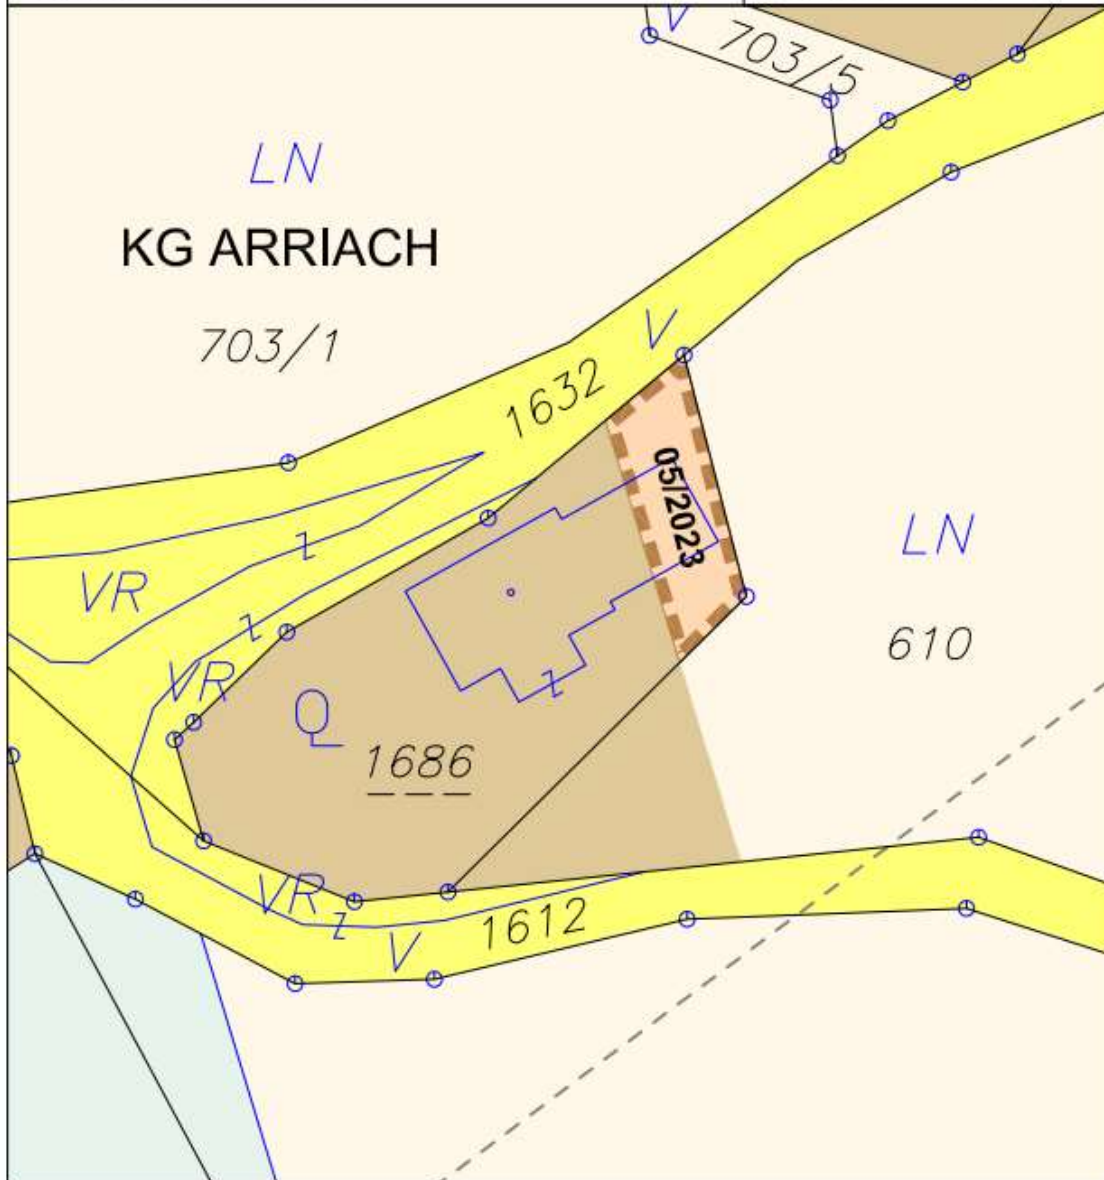 V
703/5
LN
KG ARRIACH
703/1
V
1632
05/2023
LN
VR
z
z
610
VR
z
Q
1686
VR
z
V
1612